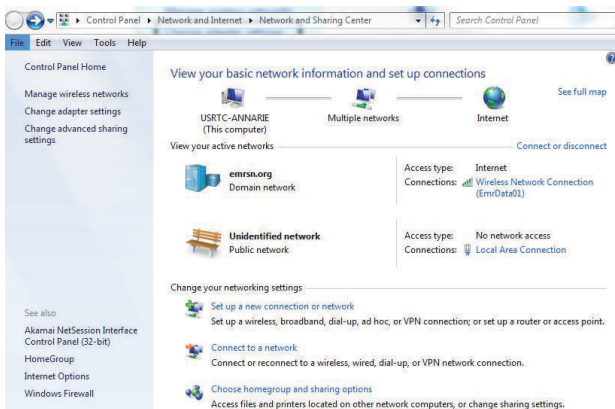 Control Panel ▸ Network and Internet ▸ Network and Sharing Center
Search Control Panel
File Edit View Tools Help
Control Panel Home
Manage wireless networks
Change adapter settings
Change advanced sharing
settings
View your basic network information and set up connections
See full map
USRTC-ANNARIE
(This computer)
Multiple networks
Internet
View your active networks
Connect or disconnect
emrsn.org
Domain network
Access type: Internet
Connections: Wireless Network Connection
(EmrData01)
Unidentified network
Public network
Access type: No network access
Connections: Local Area Connection
Change your networking settings
Set up a new connection or network
Set up a wireless, broadband, dial-up, ad hoc, or VPN connection; or set up a router or access point.
Connect to a network
Connect or reconnect to a wireless, wired, dial-up, or VPN network connection.
Choose homegroup and sharing options
Access files and printers located on other network computers, or change sharing settings.
See also
Akamai NetSession Interface
Control Panel (32-bit)
HomeGroup
Internet Options
Windows Firewall